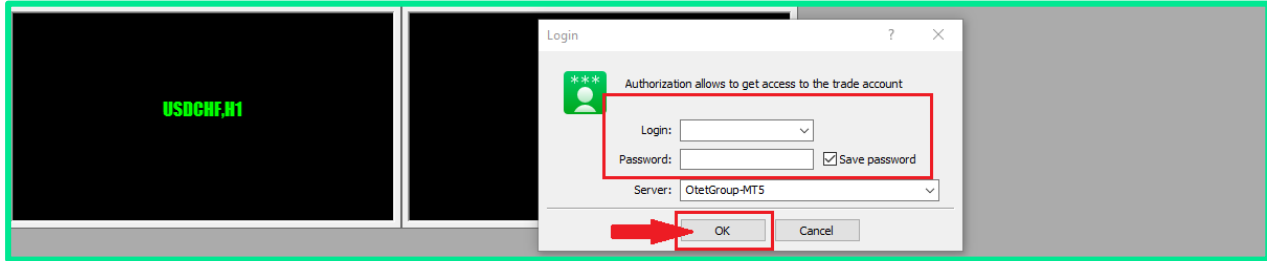 Login
?
***
Authorization allows to get access to the trade account
USDCHF,H1
Login:
Password:
Save password
Server: OtetGroup-MT5
OK
Cancel